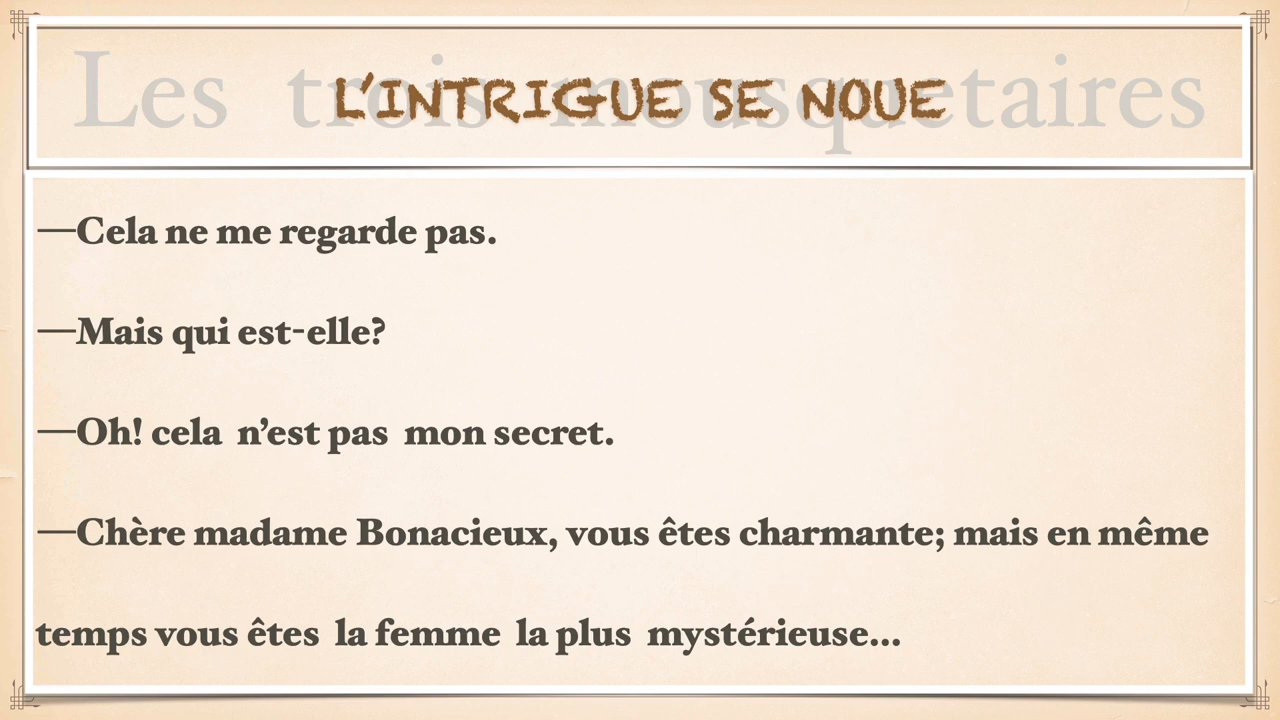 Les trois mousquetaires
L'INTRIGUE SE NOUE
—Cela ne me regarde pas.
—Mais qui est-elle?
—Oh! cela n'est pas mon secret.
—Chère madame Bonacieux, vous êtes charmante; mais en même
temps vous êtes la femme la plus mystérieuse...